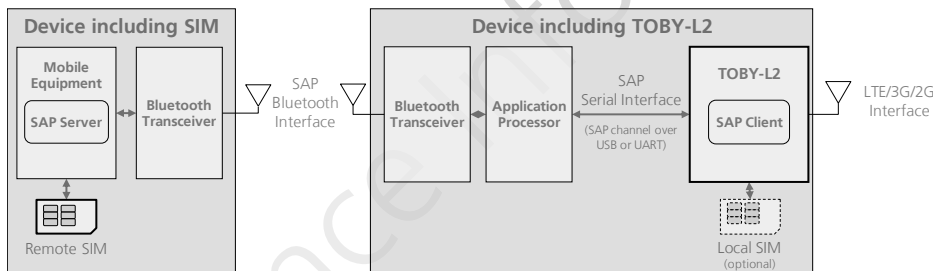 Device including SIM
Mobile
Equipment
SAP Server
Bluetooth
Transceiver
Remote SIM
SAP
Bluetooth
Interface
Device including TOBY-L2
Bluetooth
Transceiver
Application
Processor
SAP
Serial Interface
(SAP channel over
USB or UART)
TOBY-L2
SAP Client
Local SIM
(optional)
LTE/3G/2G
Interface